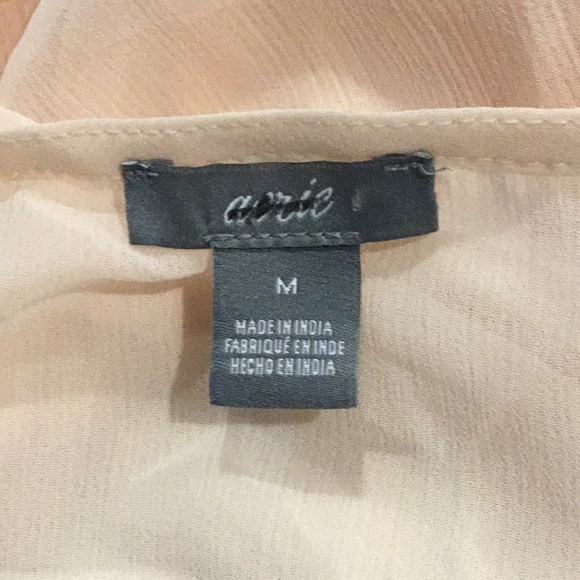 aerie
M
MADE IN INDIA
FABRIQUÉ EN INDE
HECHO EN INDIA